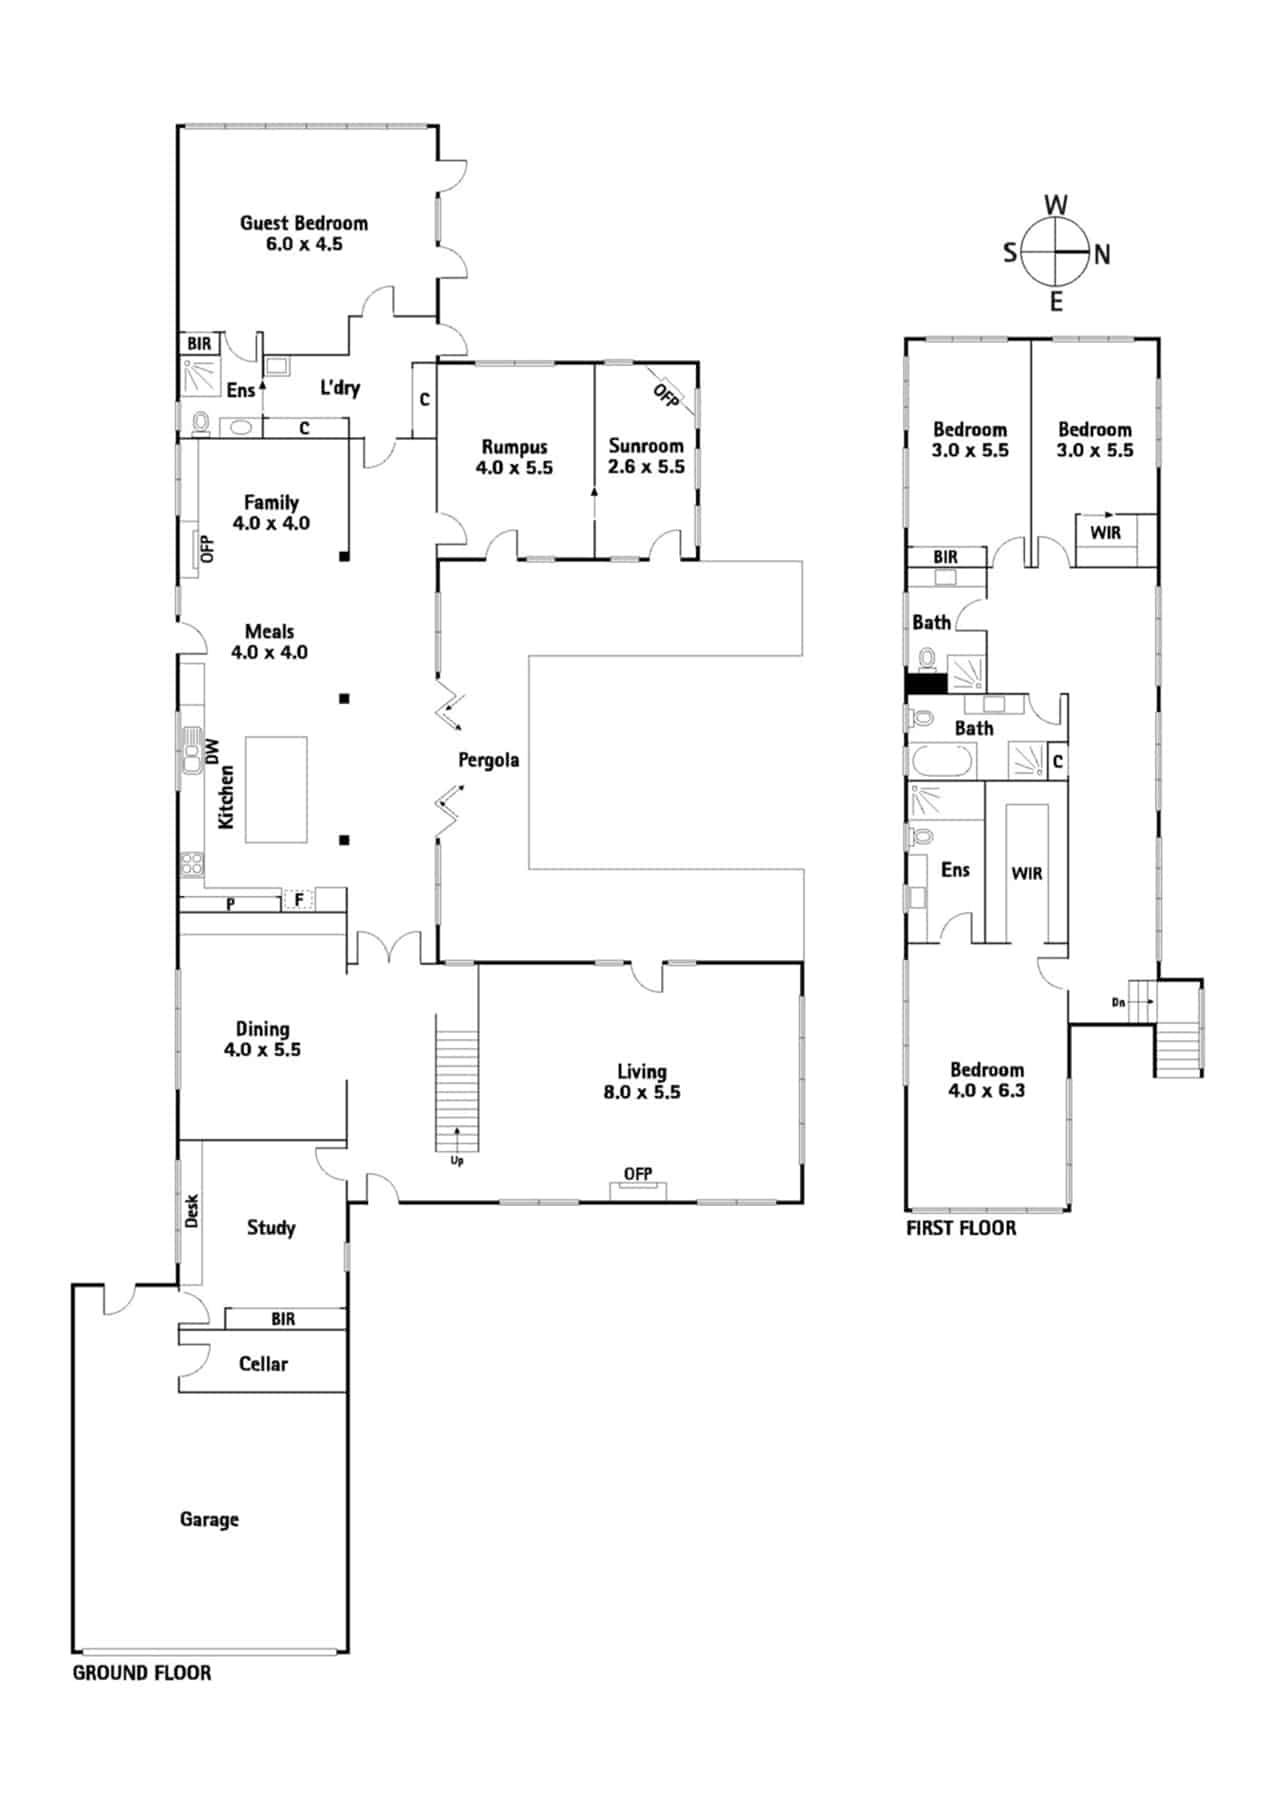 Guest Bedroom
6.0 x 4.5
BIR
Ens
L'dry
C
C
Rumpus
4.0 x 5.5
Sunroom
2.6 x 5.5
OFP
Family
4.0 x 4.0
OFP
Meals
4.0 x 4.0
DW
Kitchen
P
F
Pergola
Dining
4.0 x 5.5
Living
8.0 x 5.5
Up
OFP
Desk
Study
BIR
Cellar
Garage
GROUND FLOOR
W
S
N
E
Bedroom
3.0 x 5.5
Bedroom
3.0 x 5.5
BIR
WIR
Bath
Bath
C
Ens
WIR
Dn
Bedroom
4.0 x 6.3
FIRST FLOOR